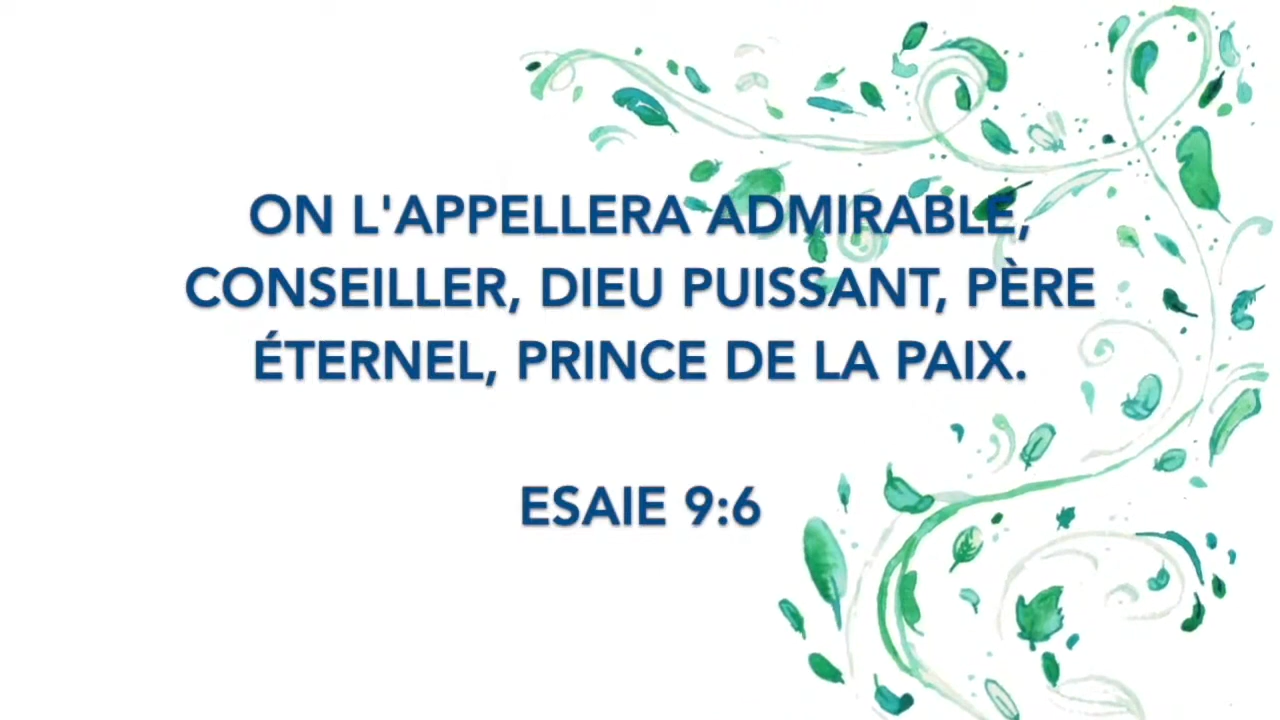 ON L'APPELLERA ADMIRABLE,
CONSEILLER, DIEU PUISSANT, PÈRE
ÉTERNEL, PRINCE DE LA PAIX.
ESAIE 9:6